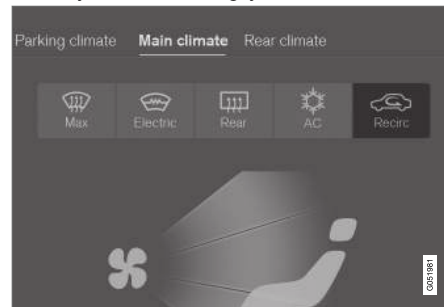 Parking climate Main climate Rear climate
Max Electric Rear AC Recirc
G051981